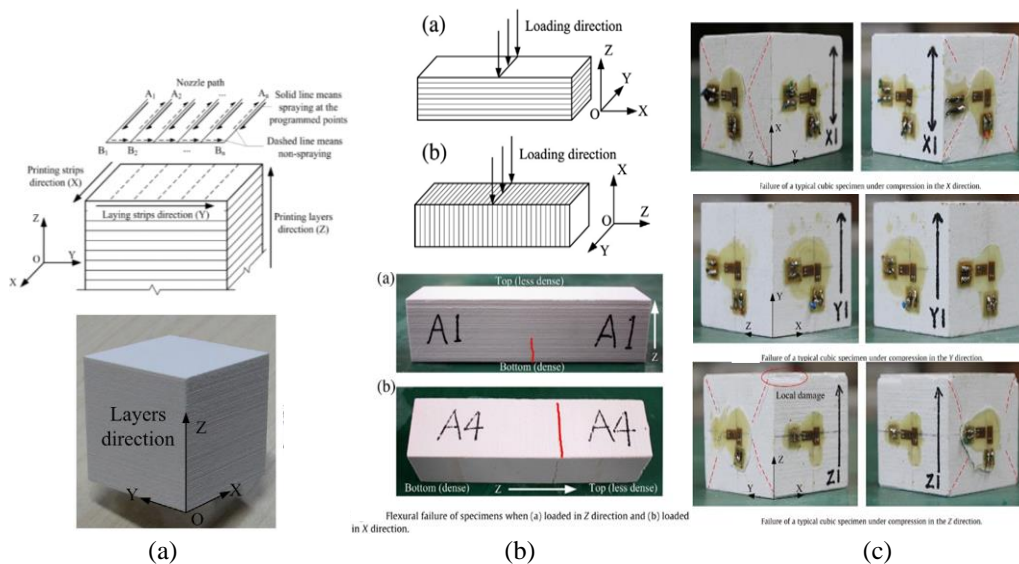 Nozzle path
A1 A2 ... An
Solid line means
spraying at the
programmed points
Dashed line means
non-spraying
B1 B2 ... Bn
Printing strips
direction (X)
Laying strips direction (Y)
Printing layers
direction (Z)
Z
Y
O
X
Layers
direction
Z
Y
X
O
(a)
(a)
Loading direction
Z
Y
X
O
(b)
Loading direction
X
O
Z
Y
(a)
Top (less dense)
A1
A1
Z
Bottom (dense)
(b)
A4
A4
Bottom (dense)
Z
Top (less dense)
Flexural failure of specimens when (a) loaded in Z direction and (b) loaded
in X direction.
(b)
X1
X
Z
Y
X1
Failure of a typical cubic specimen under compression in the X direction.
Y1
Y
Z
X
Y1
Failure of a typical cubic specimen under compression in the Y direction.
Local damage
Z1
Z
Y
X
Z1
Failure of a typical cubic specimen under compression in the Z direction.
(c)